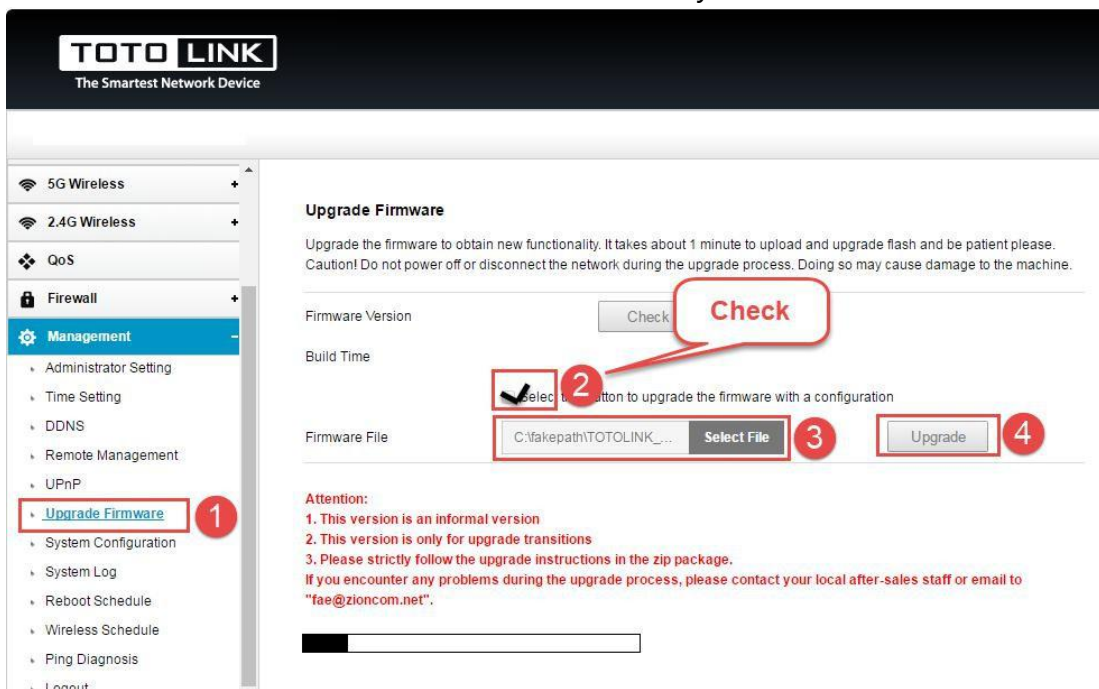 TOTO LINK
The Smartest Network Device
5G Wireless +
2.4G Wireless +
QoS
Firewall +
Management -
Administrator Setting
Time Setting
DDNS
Remote Management
UPnP
Upgrade Firmware
1
System Configuration
System Log
Reboot Schedule
Wireless Schedule
Ping Diagnosis
Logout
Upgrade Firmware
Upgrade the firmware to obtain new functionality. It takes about 1 minute to upload and upgrade flash and be patient please.
Caution! Do not power off or disconnect the network during the upgrade process. Doing so may cause damage to the machine.
Firmware Version Check
Check
Build Time
2
Select button to upgrade the firmware with a configuration
Firmware File C:\fakepath\TOTOLINK_... Select File 3 Upgrade 4
Attention:
1. This version is an informal version
2. This version is only for upgrade transitions
3. Please strictly follow the upgrade instructions in the zip package.
If you encounter any problems during the upgrade process, please contact your local after-sales staff or email to
"fae@zioncom.net".